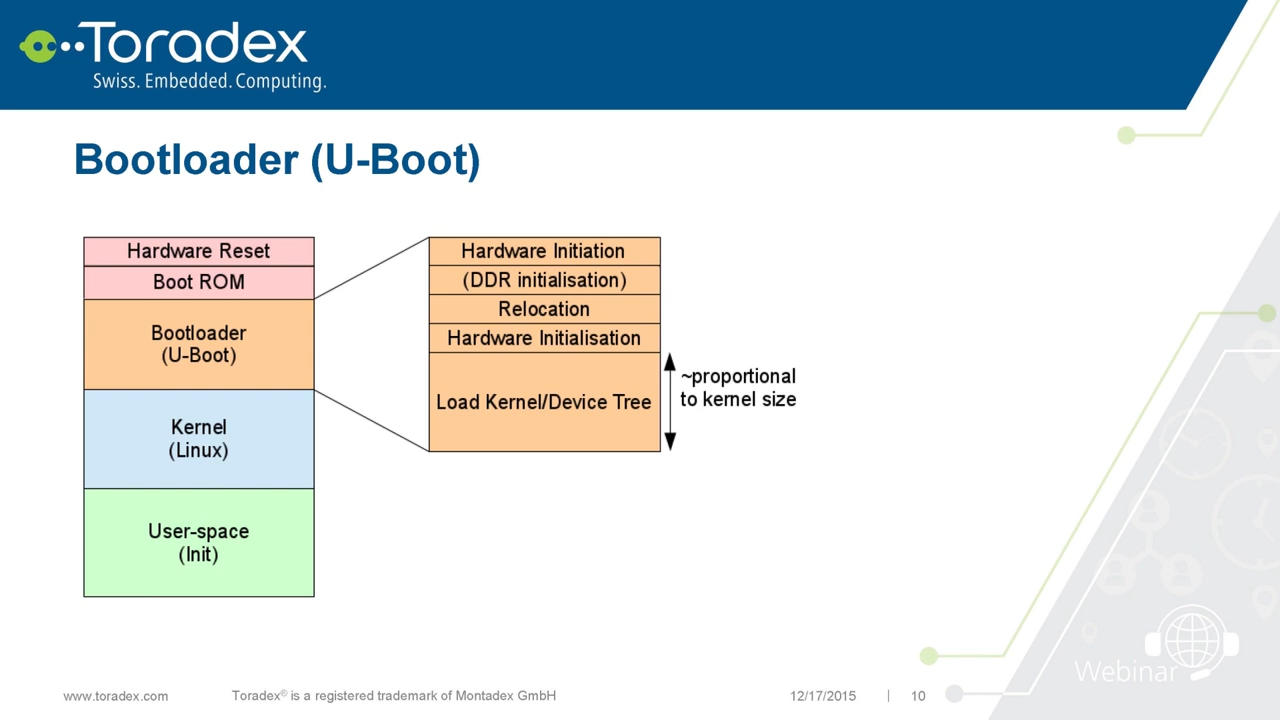 Toradex
Swiss. Embedded. Computing.
Bootloader (U-Boot)
Hardware Reset
Boot ROM
Bootloader
(U-Boot)
Kernel
(Linux)
User-space
(Init)
Hardware Initiation
(DDR initialisation)
Relocation
Hardware Initialisation
Load Kernel/Device Tree
~proportional
to kernel size
Webinar
www.toradex.com
Toradex® is a registered trademark of Montadex GmbH
12/17/2015 | 10